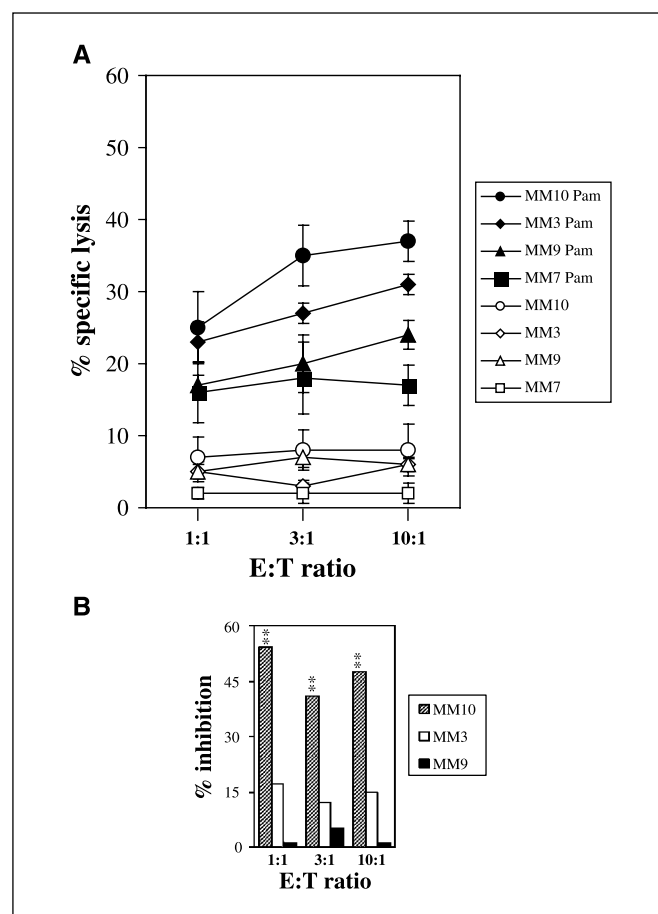 A
60
50
40
30
20
10
0
% specific lysis
1:1 3:1 10:1
E:T ratio
MM10 Pam
MM3 Pam
MM9 Pam
MM7 Pam
MM10
MM3
MM9
MM7
B
60
45
30
15
0
% inhibition
** ** **
1:1 3:1 10:1
E:T ratio
MM10
MM3
MM9